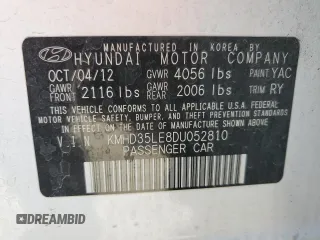 MANUFACTURED IN KOREA BY
HYUNDAI MOTOR COMPANY
OCT/04/12 GVWR 4056 lbs PAINT YAC
GAWR FRONT 2116 lbs GAWR REAR 2006 lbs TRIM RY
THIS VEHICLE CONFORMS TO ALL APPLICABLE FEDERAL
MOTOR VEHICLE SAFETY, BUMPER, AND THEFT PREVENTION
STANDARDS IN EFFECT ON THE DATE OF MANUFACTURE SHOWN ABOVE.
V.I.N KMHD35LE8DU052810
PASSENGER CAR
© AUTOBIDCAR